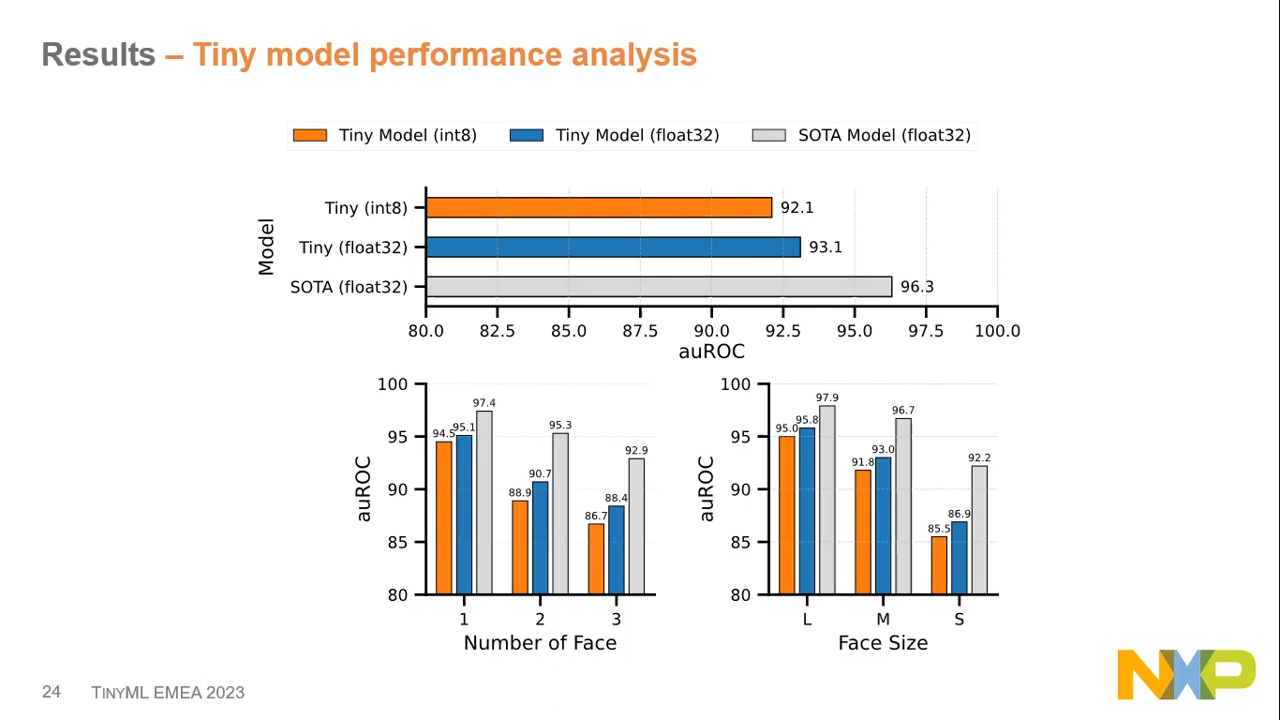 Results – Tiny model performance analysis
Tiny Model (int8) Tiny Model (float32) SOTA Model (float32)
Model
Tiny (int8) 92.1
Tiny (float32) 93.1
SOTA (float32) 96.3
80.0 82.5 85.0 87.5 90.0 92.5 95.0 97.5 100.0
auROC
auROC
100
95
90
85
80
94.5 95.1 97.4
88.9 90.7 95.3
86.7 88.4 92.9
1 2 3
Number of Face
auROC
100
95
90
85
80
95.0 95.8 97.9
91.8 93.0 96.7
85.5 86.9 92.2
L M S
Face Size
24 TINYML EMEA 2023
NXP